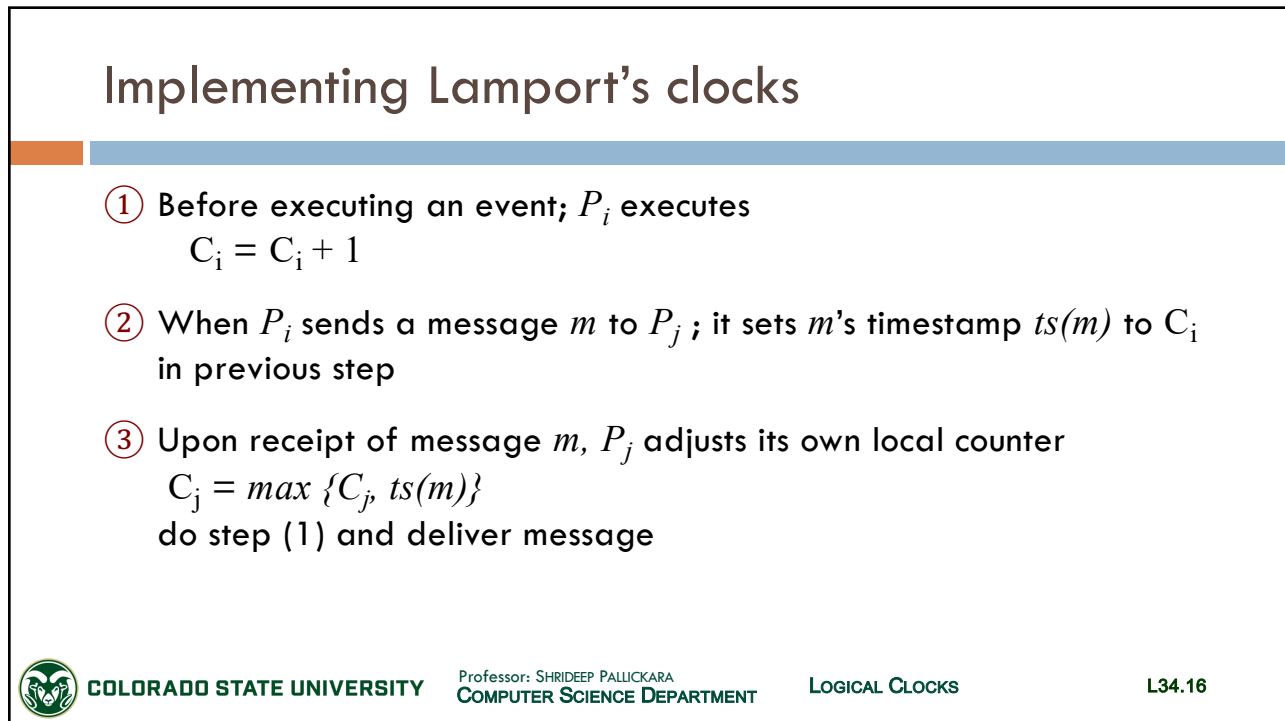 Implementing Lamport's clocks
① Before executing an event; Pᵢ executes
Cᵢ = Cᵢ + 1
② When Pᵢ sends a message m to Pⱼ ; it sets m's timestamp ts(m) to Cᵢ
in previous step
③ Upon receipt of message m, Pⱼ adjusts its own local counter
Cⱼ = max {Cⱼ, ts(m)}
do step (1) and deliver message
COLORADO STATE UNIVERSITY
Professor: SHRIDEEP PALLICKARA
COMPUTER SCIENCE DEPARTMENT
LOGICAL CLOCKS
L34.16